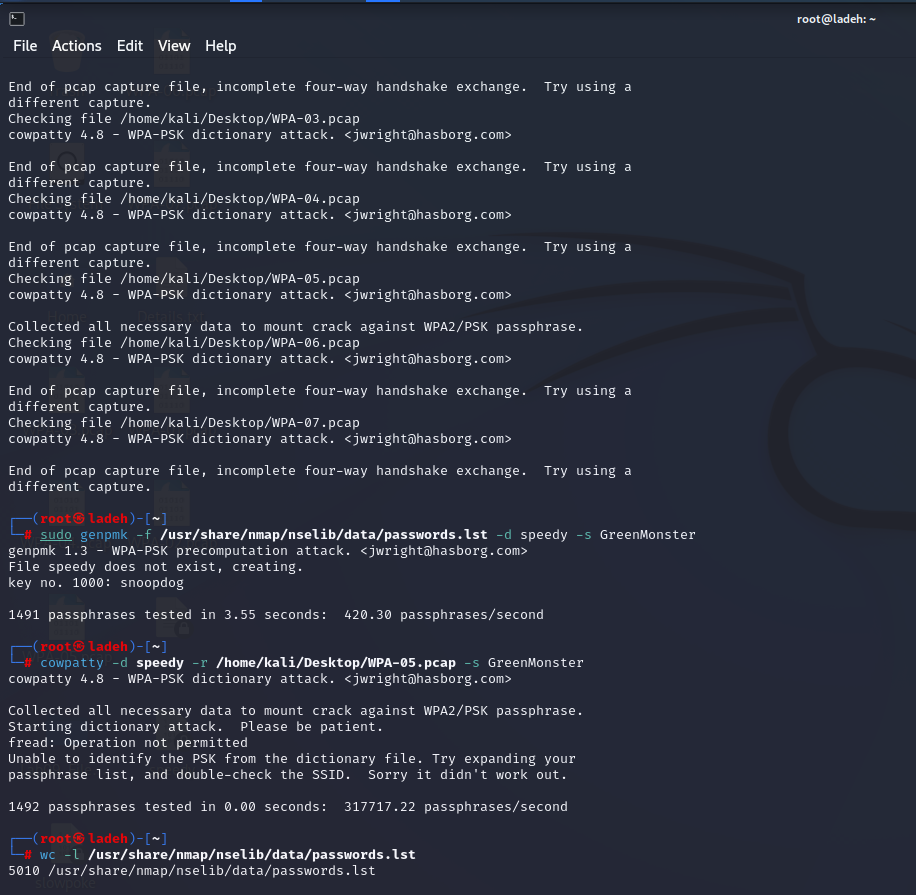 root@ladeh: ~
File Actions Edit View Help
End of pcap capture file, incomplete four-way handshake exchange.  Try using a
different capture.
Checking file /home/kali/Desktop/WPA-03.pcap
cowpatty 4.8 - WPA-PSK dictionary attack. <jwright@hasborg.com>
End of pcap capture file, incomplete four-way handshake exchange.  Try using a
different capture.
Checking file /home/kali/Desktop/WPA-04.pcap
cowpatty 4.8 - WPA-PSK dictionary attack. <jwright@hasborg.com>
End of pcap capture file, incomplete four-way handshake exchange.  Try using a
different capture.
Checking file /home/kali/Desktop/WPA-05.pcap
cowpatty 4.8 - WPA-PSK dictionary attack. <jwright@hasborg.com>
Collected all necessary data to mount crack against WPA2/PSK passphrase.
Checking file /home/kali/Desktop/WPA-06.pcap
cowpatty 4.8 - WPA-PSK dictionary attack. <jwright@hasborg.com>
End of pcap capture file, incomplete four-way handshake exchange.  Try using a
different capture.
Checking file /home/kali/Desktop/WPA-07.pcap
cowpatty 4.8 - WPA-PSK dictionary attack. <jwright@hasborg.com>
End of pcap capture file, incomplete four-way handshake exchange.  Try using a
different capture.
┌──(root㉿ladeh)-[~]
└─# sudo genpmk -f /usr/share/nmap/nselib/data/passwords.lst -d speedy -s GreenMonster
genpmk 1.3 - WPA-PSK precomputation attack. <jwright@hasborg.com>
File speedy does not exist, creating.
key no. 1000: snoopdog
1491 passphrases tested in 3.55 seconds:  420.30 passphrases/second
┌──(root㉿ladeh)-[~]
└─# cowpatty -d speedy -r /home/kali/Desktop/WPA-05.pcap -s GreenMonster
cowpatty 4.8 - WPA-PSK dictionary attack. <jwright@hasborg.com>
Collected all necessary data to mount crack against WPA2/PSK passphrase.
Starting dictionary attack.  Please be patient.
fread: Operation not permitted
Unable to identify the PSK from the dictionary file. Try expanding your
passphrase list, and double-check the SSID.  Sorry it didn't work out.
1492 passphrases tested in 0.00 seconds:  317717.22 passphrases/second
┌──(root㉿ladeh)-[~]
└─# wc -l /usr/share/nmap/nselib/data/passwords.lst
5010 /usr/share/nmap/nselib/data/passwords.lst
slowpoke